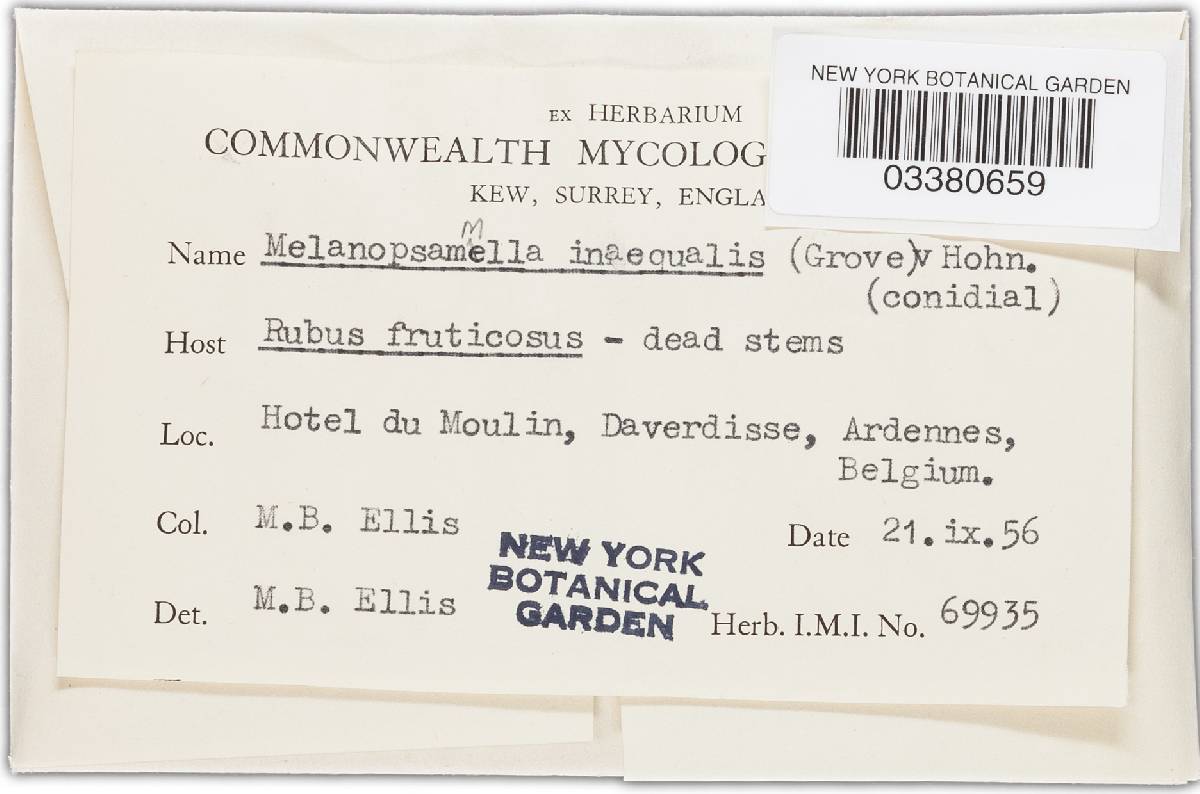 NEW YORK BOTANICAL GARDEN
03380659
EX HERBARIUM
COMMONWEALTH MYCOLOG
KEW, SURREY, ENGLA
Name MelanopsamMella inaequalis (Grove) v Hohn.
(conidial)
Host Rubus fruticosus - dead stems
Loc. Hotel du Moulin, Daverdisse, Ardennes,
Belgium.
Col. M.B. Ellis Date 21. ix. 56
Det. M.B. Ellis Herb. I.M.I. No. 69935
NEW YORK
BOTANICAL
GARDEN